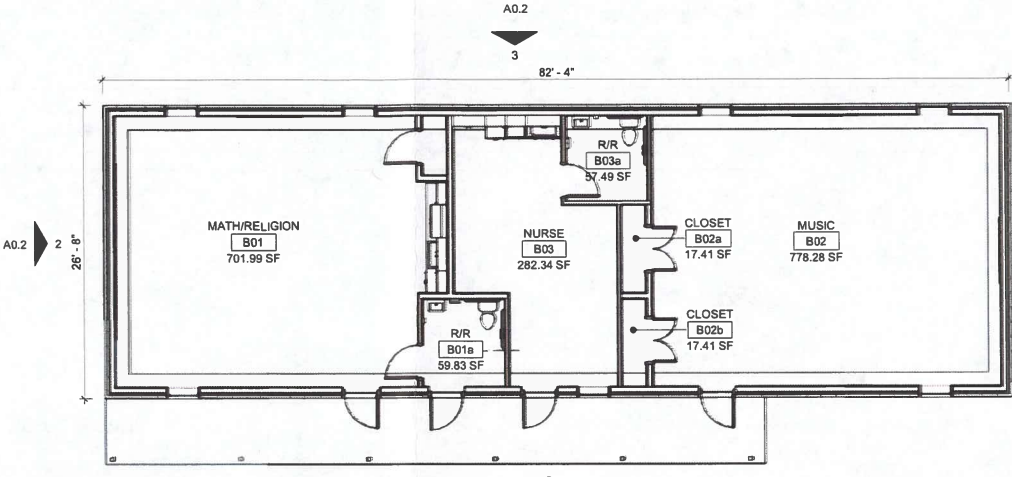 A0.2
3
82' - 4"
R/R
B03a
57.49 SF
MATH/RELIGION
B01
701.99 SF
A0.2
2
26' - 8"
NURSE
B03
282.34 SF
CLOSET
B02a
17.41 SF
MUSIC
B02
778.28 SF
CLOSET
B02b
17.41 SF
R/R
B01a
59.83 SF